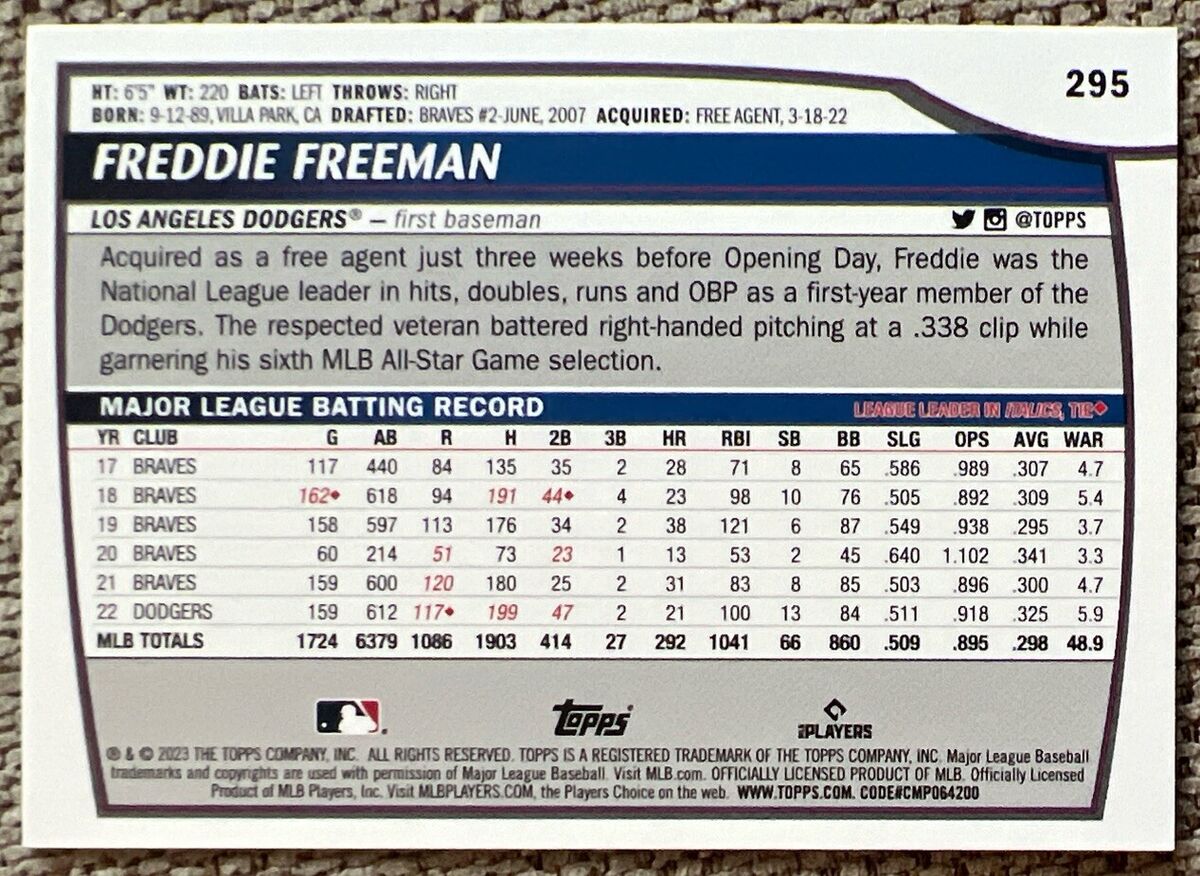 295
HT: 6'5" WT: 220 BATS: LEFT THROWS: RIGHT
BORN: 9-12-89, VILLA PARK, CA DRAFTED: BRAVES #2-JUNE, 2007 ACQUIRED: FREE AGENT, 3-18-22
FREDDIE FREEMAN
LOS ANGELES DODGERS® — first baseman @TOPPS
Acquired as a free agent just three weeks before Opening Day, Freddie was the
National League leader in hits, doubles, runs and OBP as a first-year member of the
Dodgers. The respected veteran battered right-handed pitching at a .338 clip while
garnering his sixth MLB All-Star Game selection.
MAJOR LEAGUE BATTING RECORD LEAGUE LEADER IN ITALICS, TIE◆
YR CLUB G AB R H 2B 3B HR RBI SB BB SLG OPS AVG WAR
17 BRAVES 117 440 84 135 35 2 28 71 8 65 .586 .989 .307 4.7
18 BRAVES 162◆ 618 94 191 44◆ 4 23 98 10 76 .505 .892 .309 5.4
19 BRAVES 158 597 113 176 34 2 38 121 6 87 .549 .938 .295 3.7
20 BRAVES 60 214 51 73 23 1 13 53 2 45 .640 1.102 .341 3.3
21 BRAVES 159 600 120 180 25 2 31 83 8 85 .503 .896 .300 4.7
22 DODGERS 159 612 117◆ 199 47 2 21 100 13 84 .511 .918 .325 5.9
MLB TOTALS 1724 6379 1086 1903 414 27 292 1041 66 860 .509 .895 .298 48.9
Topps PLAYERS
® & © 2023 THE TOPPS COMPANY, INC. ALL RIGHTS RESERVED. TOPPS IS A REGISTERED TRADEMARK OF THE TOPPS COMPANY, INC. Major League Baseball
trademarks and copyrights are used with permission of Major League Baseball. Visit MLB.com. OFFICIALLY LICENSED PRODUCT OF MLB. Officially Licensed
Product of MLB Players, Inc. Visit MLBPLAYERS.COM, the Players Choice on the web. WWW.TOPPS.COM. CODE#CMP064200